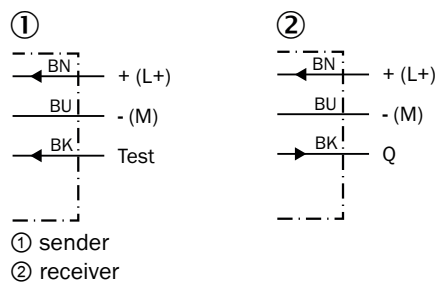 ① ②
BN + (L+) BN + (L+)
BU - (M) BU - (M)
BK Test BK Q
① sender
② receiver